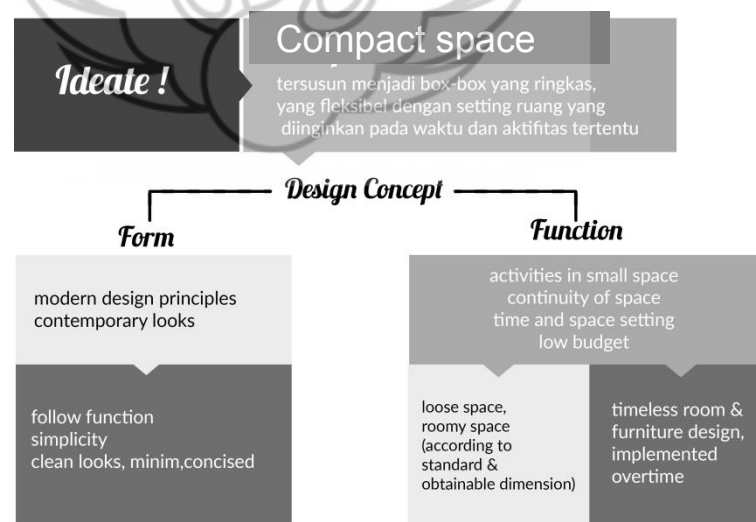 Ideate !
Compact space
tersusun menjadi box-box yang ringkas,
yang fleksibel dengan setting ruang yang
diinginkan pada waktu dan aktifitas tertentu
Design Concept
Form
modern design principles
contemporary looks
follow function
simplicity
clean looks, minim,concised
Function
activities in small space
continuity of space
time and space setting
low budget
loose space,
roomy space
(according to
standard &
obtainable dimension)
timeless room &
furniture design,
implemented
overtime